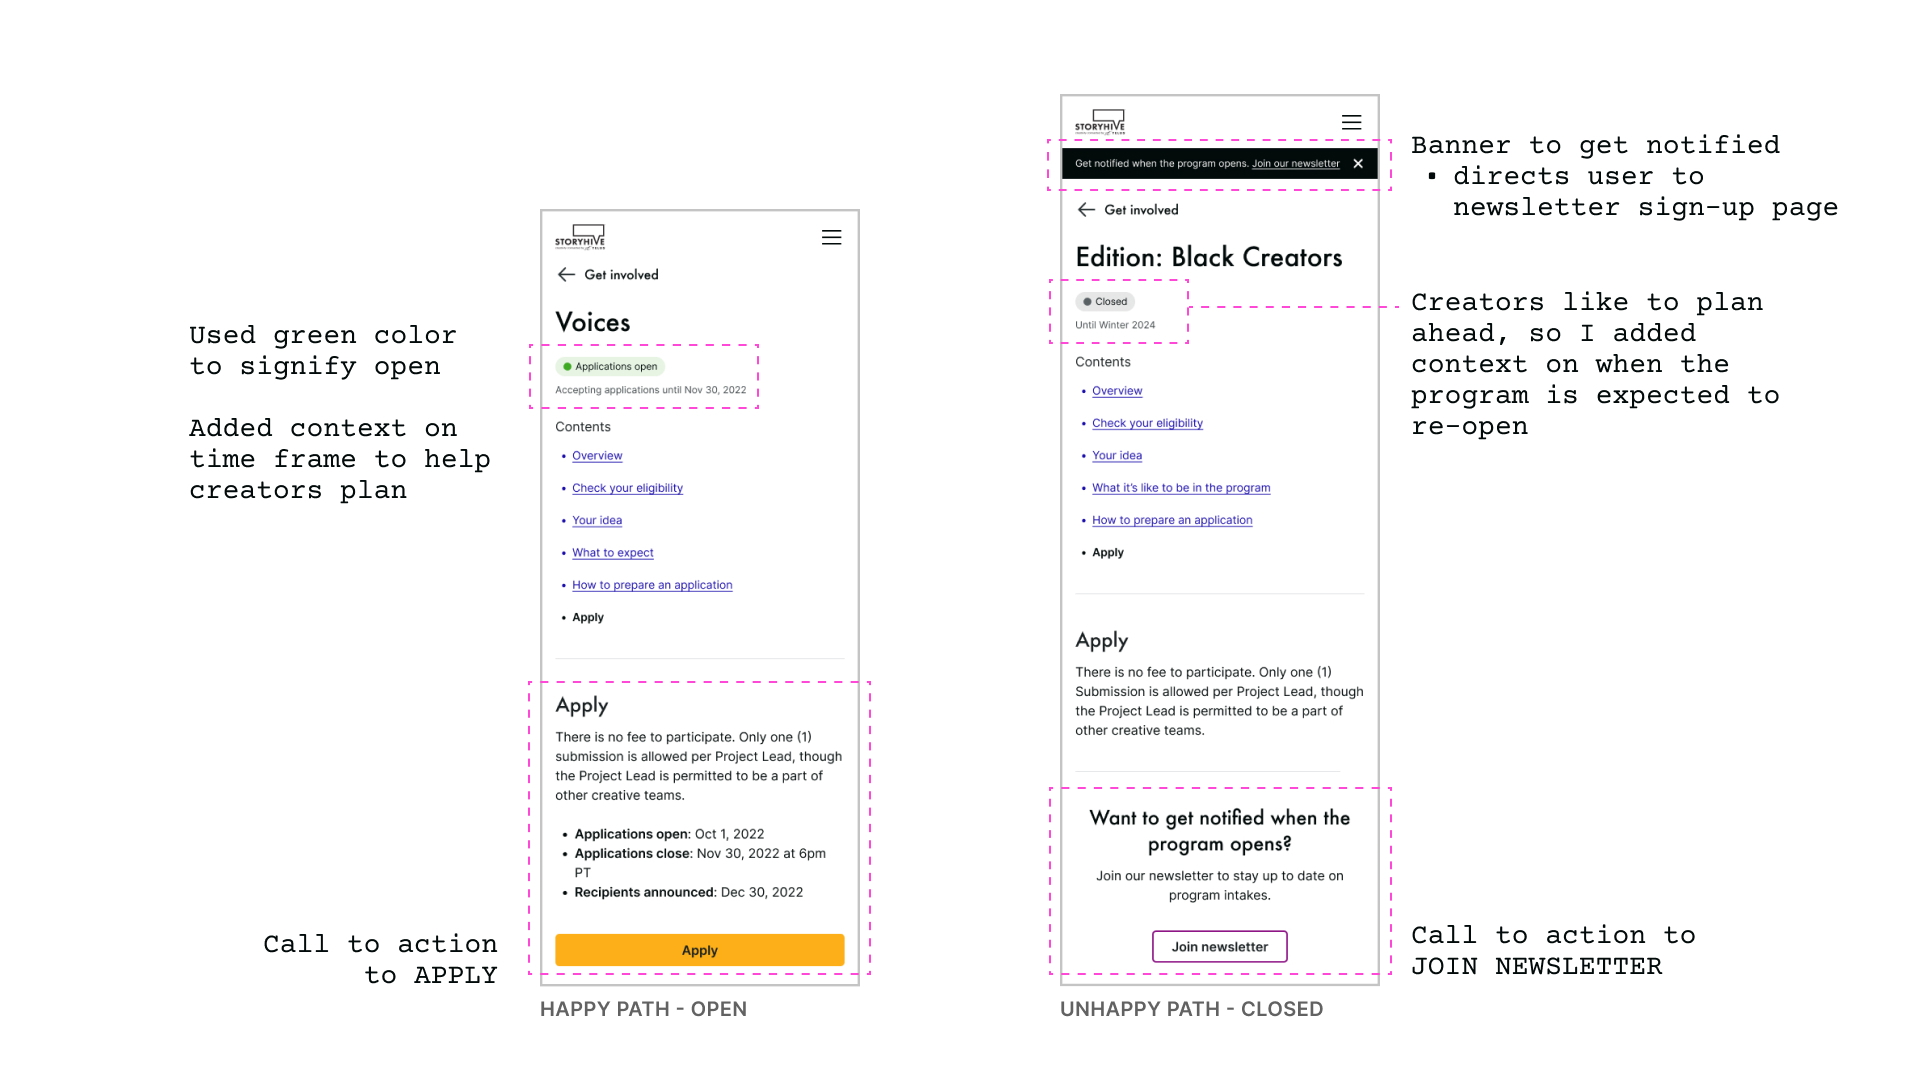 Used green color
to signify open
Added context on
time frame to help
creators plan
Call to action
to APPLY
STORYHIVE
Get involved
Voices
Applications open
Accepting applications until Nov 30, 2022
Contents
• Overview
• Check your eligibility
• Your idea
• What to expect
• How to prepare an application
• Apply
Apply
There is no fee to participate. Only one (1)
submission is allowed per Project Lead, though
the Project Lead is permitted to be a part of
other creative teams.
• Applications open: Oct 1, 2022
• Applications close: Nov 30, 2022 at 6pm
PT
• Recipients announced: Dec 30, 2022
Apply
HAPPY PATH - OPEN
STORYHIVE
Get notified when the program opens. Join our newsletter
Get involved
Edition: Black Creators
Closed
Until Winter 2024
Contents
• Overview
• Check your eligibility
• Your idea
• What it's like to be in the program
• How to prepare an application
• Apply
Apply
There is no fee to participate. Only one (1)
Submission is allowed per Project Lead, though
the Project Lead is permitted to be a part of
other creative teams.
Want to get notified when the
program opens?
Join our newsletter to stay up to date on
program intakes.
Join newsletter
UNHAPPY PATH - CLOSED
Banner to get notified
• directs user to
newsletter sign-up page
Creators like to plan
ahead, so I added
context on when the
program is expected to
re-open
Call to action to
JOIN NEWSLETTER